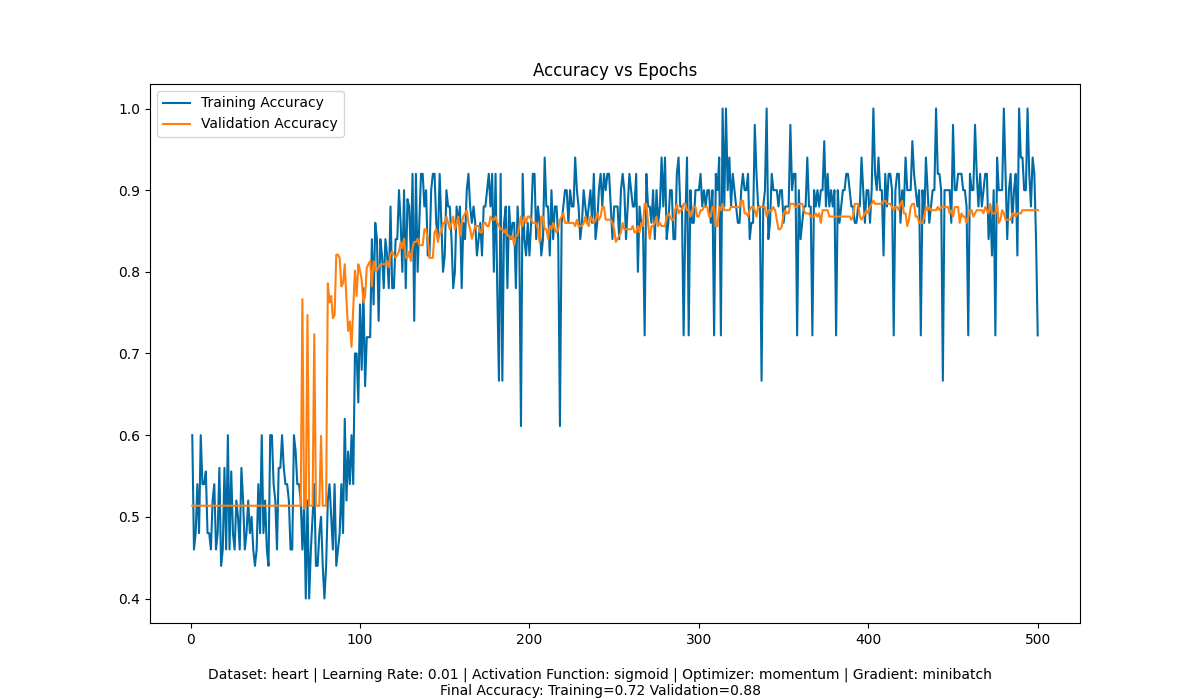 Accuracy vs Epochs
Training Accuracy
Validation Accuracy
1.0
0.9
0.8
0.7
0.6
0.5
0.4
0 100 200 300 400 500
Dataset: heart | Learning Rate: 0.01 | Activation Function: sigmoid | Optimizer: momentum | Gradient: minibatch
Final Accuracy: Training=0.72 Validation=0.88